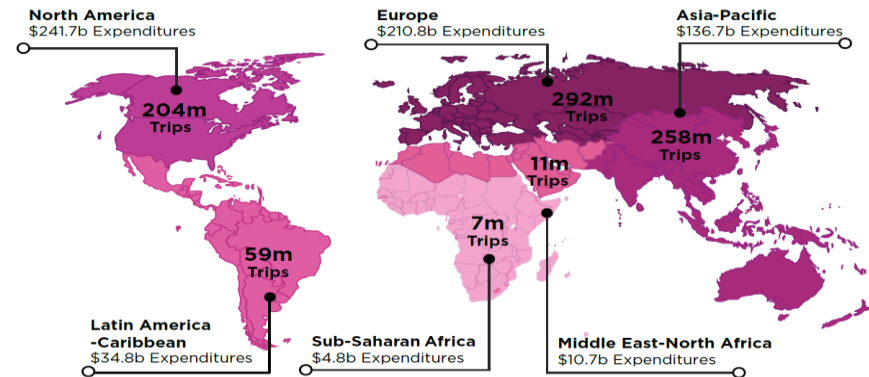 North America
$241.7b Expenditures
Europe
$210.8b Expenditures
Asia-Pacific
$136.7b Expenditures
204m
Trips
292m
Trips
258m
Trips
11m
Trips
7m
Trips
59m
Trips
Latin America
-Caribbean
$34.8b Expenditures
Sub-Saharan Africa
$4.8b Expenditures
Middle East-North Africa
$10.7b Expenditures